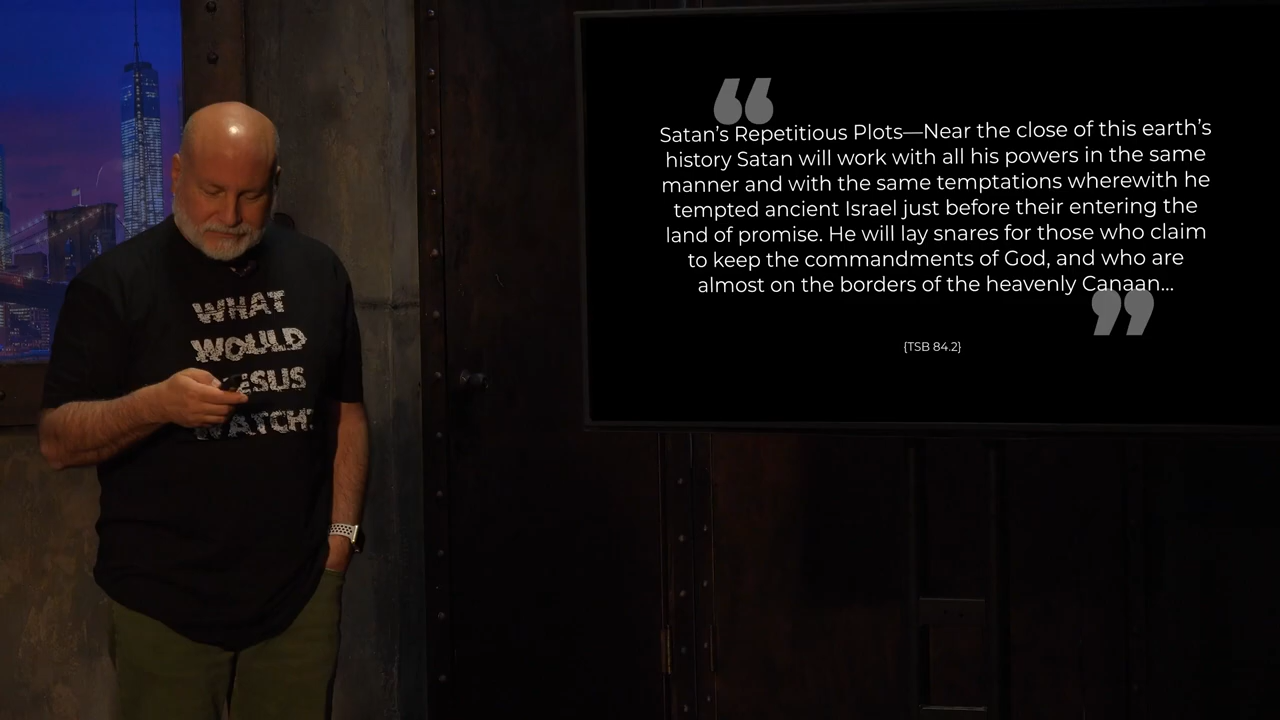 WHAT
WOULD
JESUS
WATCH?
Satan's Repetitious Plots—Near the close of this earth's
history Satan will work with all his powers in the same
manner and with the same temptations wherewith he
tempted ancient Israel just before their entering the
land of promise. He will lay snares for those who claim
to keep the commandments of God, and who are
almost on the borders of the heavenly Canaan...
{TSB 84.2}